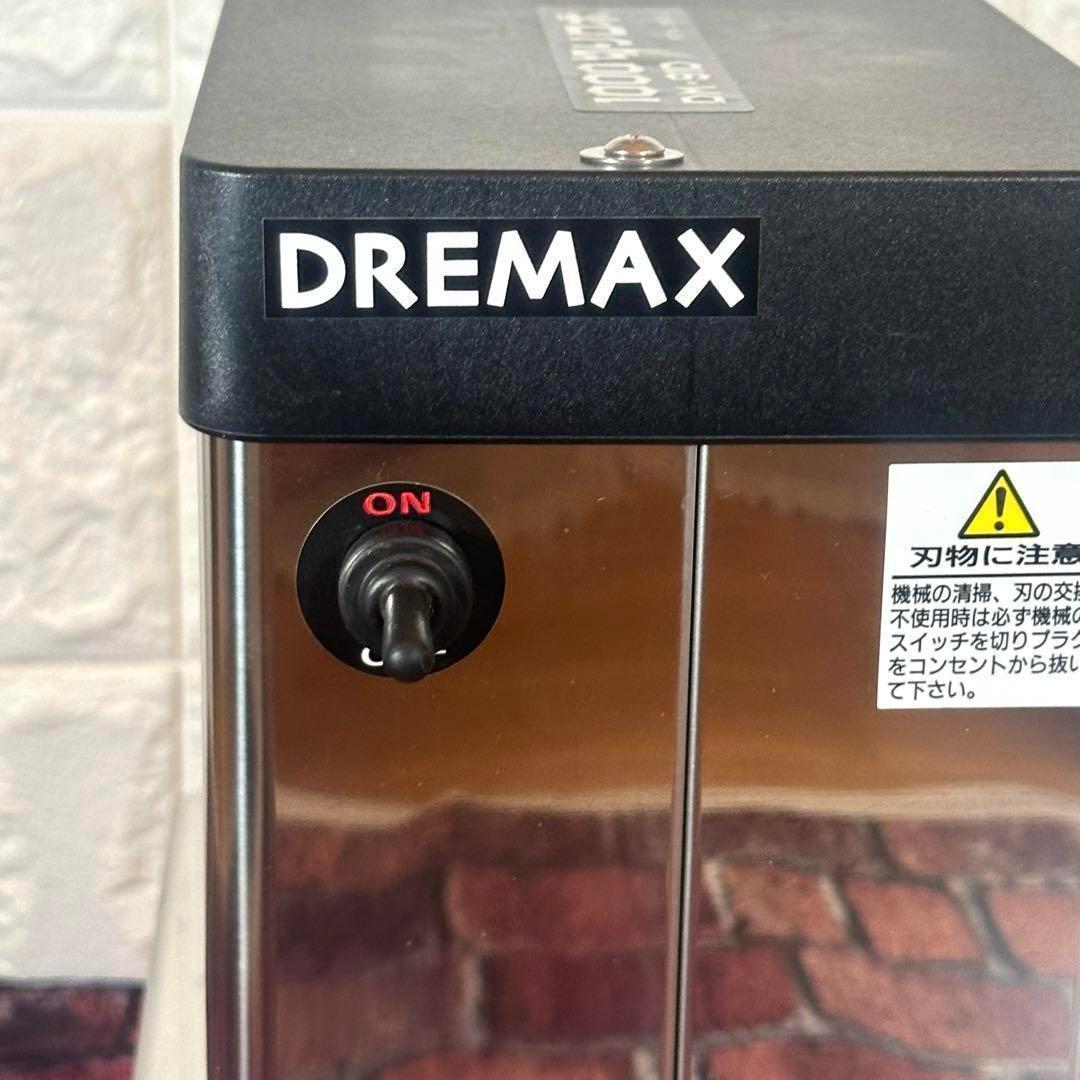 DREMAX
ON
刃物に注意
機械の清掃、刃の交換
不使用時は必ず機械の
スイッチを切りプラグ
をコンセントから抜い
て下さい。